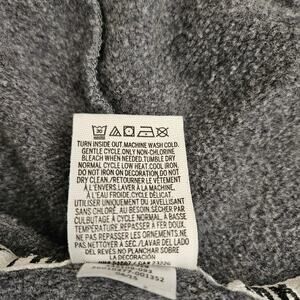 TURN INSIDE OUT. MACHINE WASH COLD.
GENTLE CYCLE. ONLY NON-CHLORINE
BLEACH WHEN NEEDED. TUMBLE DRY
NORMAL CYCLE LOW HEAT. COOL IRON.
DO NOT IRON ON DECORATION. DO NOT
DRY CLEAN. / RETOURNER LE VÊTEMENT
À L'ENVERS. LAVER À LA MACHINE,
À L'EAU FROIDE, CYCLE DÉLICAT.
UTILISER UNIQUEMENT DU JAVELLISANT
SANS CHLORE, AU BESOIN. SÉCHER PAR
CULBUTAGE À CYCLE NORMAL, À BASSE
TEMPÉRATURE. REPASSER À FER DOUX.
NE PAS REPASSER LES ORNEMENTS. NE
PAS NETTOYER À SEC./ LAVAR DEL LADO
DEL REVÉS
LA DECORACIÓN
001352